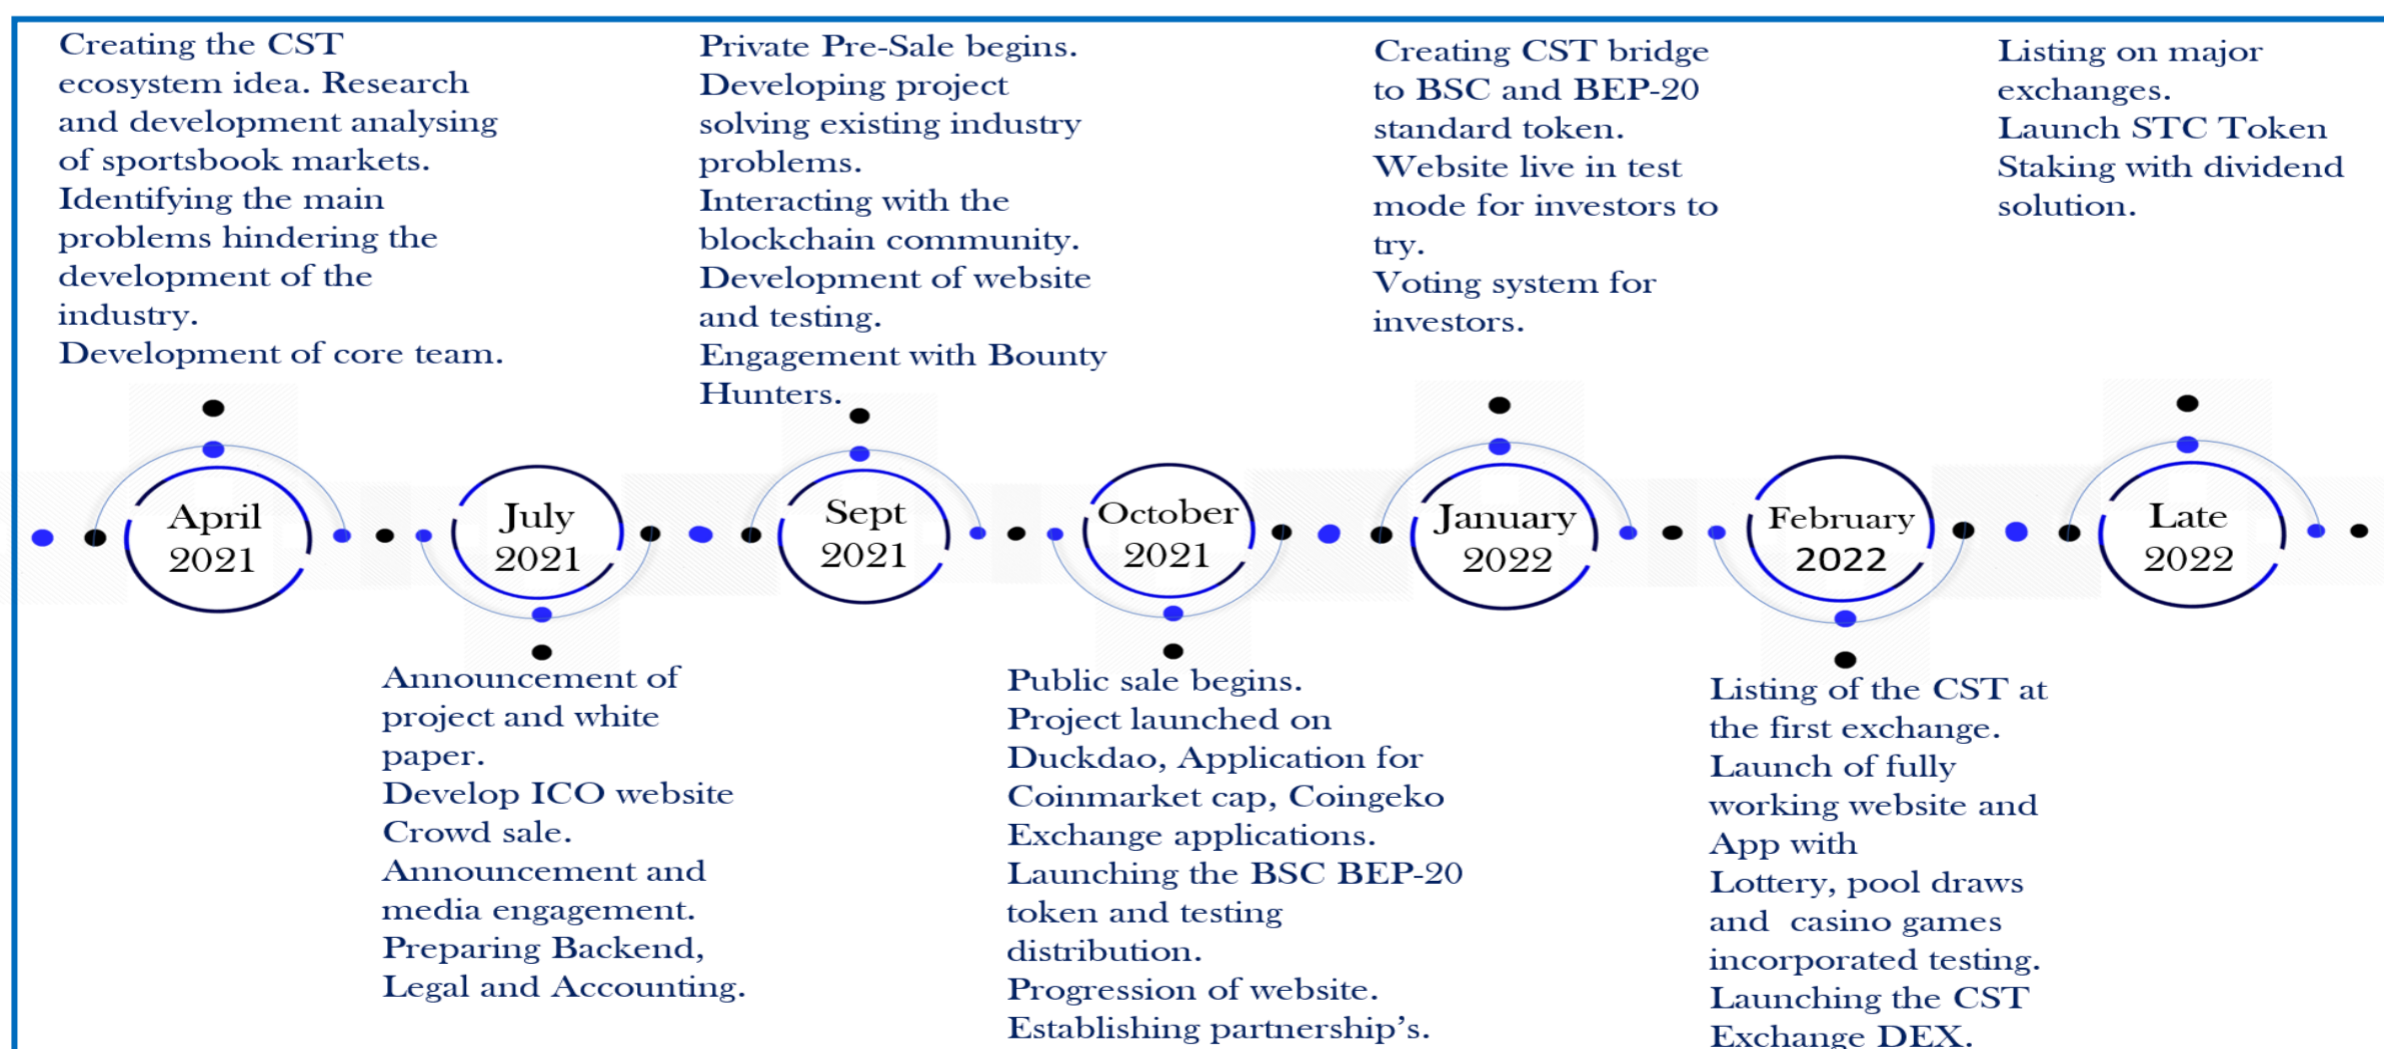 Creating the CST
ecosystem idea. Research
and development analysing
of sportsbook markets.
Identifying the main
problems hindering the
development of the
industry.
Development of core team.
Private Pre-Sale begins.
Developing project
solving existing industry
problems.
Interacting with the
blockchain community.
Development of website
and testing.
Engagement with Bounty
Hunters.
Creating CST bridge
to BSC and BEP-20
standard token.
Website live in test
mode for investors to
try.
Voting system for
investors.
Listing on major
exchanges.
Launch STC Token
Staking with dividend
solution.
April
2021
July
2021
Sept
2021
October
2021
January
2022
February
2022
Late
2022
Announcement of
project and white
paper.
Develop ICO website
Crowd sale.
Announcement and
media engagement.
Preparing Backend,
Legal and Accounting.
Public sale begins.
Project launched on
Duckdao, Application for
Coinmarket cap, Coingeko
Exchange applications.
Launching the BSC BEP-20
token and testing
distribution.
Progression of website.
Establishing partnership’s.
Listing of the CST at
the first exchange.
Launch of fully
working website and
App with
Lottery, pool draws
and casino games
incorporated testing.
Launching the CST
Exchange DEX.